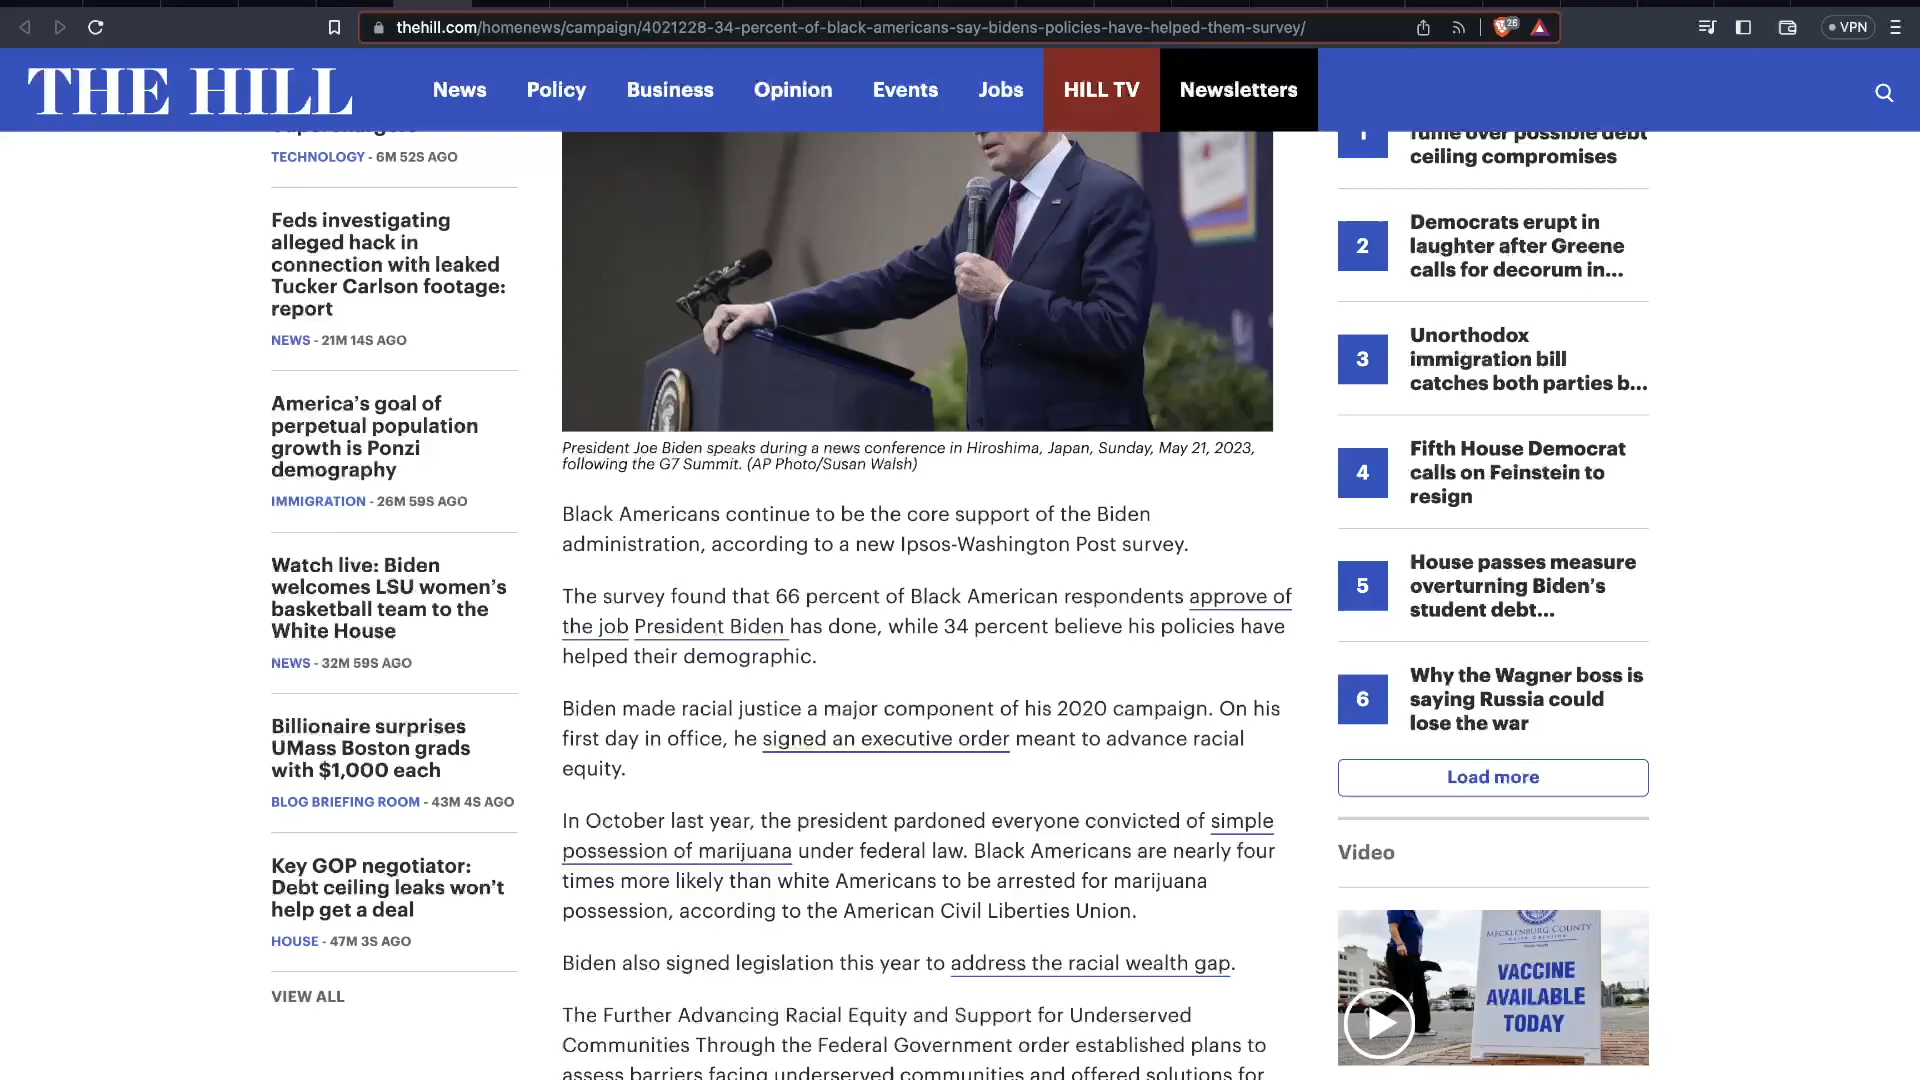 thehill.com/homenews/campaign/4021228-34-percent-of-black-americans-say-bidens-policies-have-helped-them-survey/
26
VPN
THE HILL
News
Policy
Business
Opinion
Events
Jobs
HILL TV
Newsletters
TECHNOLOGY - 6M 52S AGO
Feds investigating
alleged hack in
connection with leaked
Tucker Carlson footage:
report
NEWS - 21M 14S AGO
America’s goal of
perpetual population
growth is Ponzi
demography
IMMIGRATION - 26M 59S AGO
Watch live: Biden
welcomes LSU women’s
basketball team to the
White House
NEWS - 32M 59S AGO
Billionaire surprises
UMass Boston grads
with $1,000 each
BLOG BRIEFING ROOM - 43M 4S AGO
Key GOP negotiator:
Debt ceiling leaks won’t
help get a deal
HOUSE - 47M 3S AGO
VIEW ALL
President Joe Biden speaks during a news conference in Hiroshima, Japan, Sunday, May 21, 2023,
following the G7 Summit. (AP Photo/Susan Walsh)
Black Americans continue to be the core support of the Biden
administration, according to a new Ipsos-Washington Post survey.
The survey found that 66 percent of Black American respondents approve of
the job President Biden has done, while 34 percent believe his policies have
helped their demographic.
Biden made racial justice a major component of his 2020 campaign. On his
first day in office, he signed an executive order meant to advance racial
equity.
In October last year, the president pardoned everyone convicted of simple
possession of marijuana under federal law. Black Americans are nearly four
times more likely than white Americans to be arrested for marijuana
possession, according to the American Civil Liberties Union.
Biden also signed legislation this year to address the racial wealth gap.
The Further Advancing Racial Equity and Support for Underserved
Communities Through the Federal Government order established plans to
assess barriers facing underserved communities and offered solutions for
1
fume over possible debt
ceiling compromises
2
Democrats erupt in
laughter after Greene
calls for decorum in...
3
Unorthodox
immigration bill
catches both parties b...
4
Fifth House Democrat
calls on Feinstein to
resign
5
House passes measure
overturning Biden’s
student debt...
6
Why the Wagner boss is
saying Russia could
lose the war
Load more
Video
MECKLENBURG COUNTY
VACCINE
AVAILABLE
TODAY